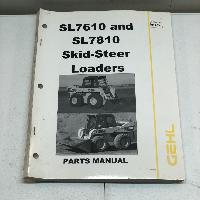 SL7610 and
SL7810
Skid-Steer
Loaders
PARTS MANUAL
GEHL